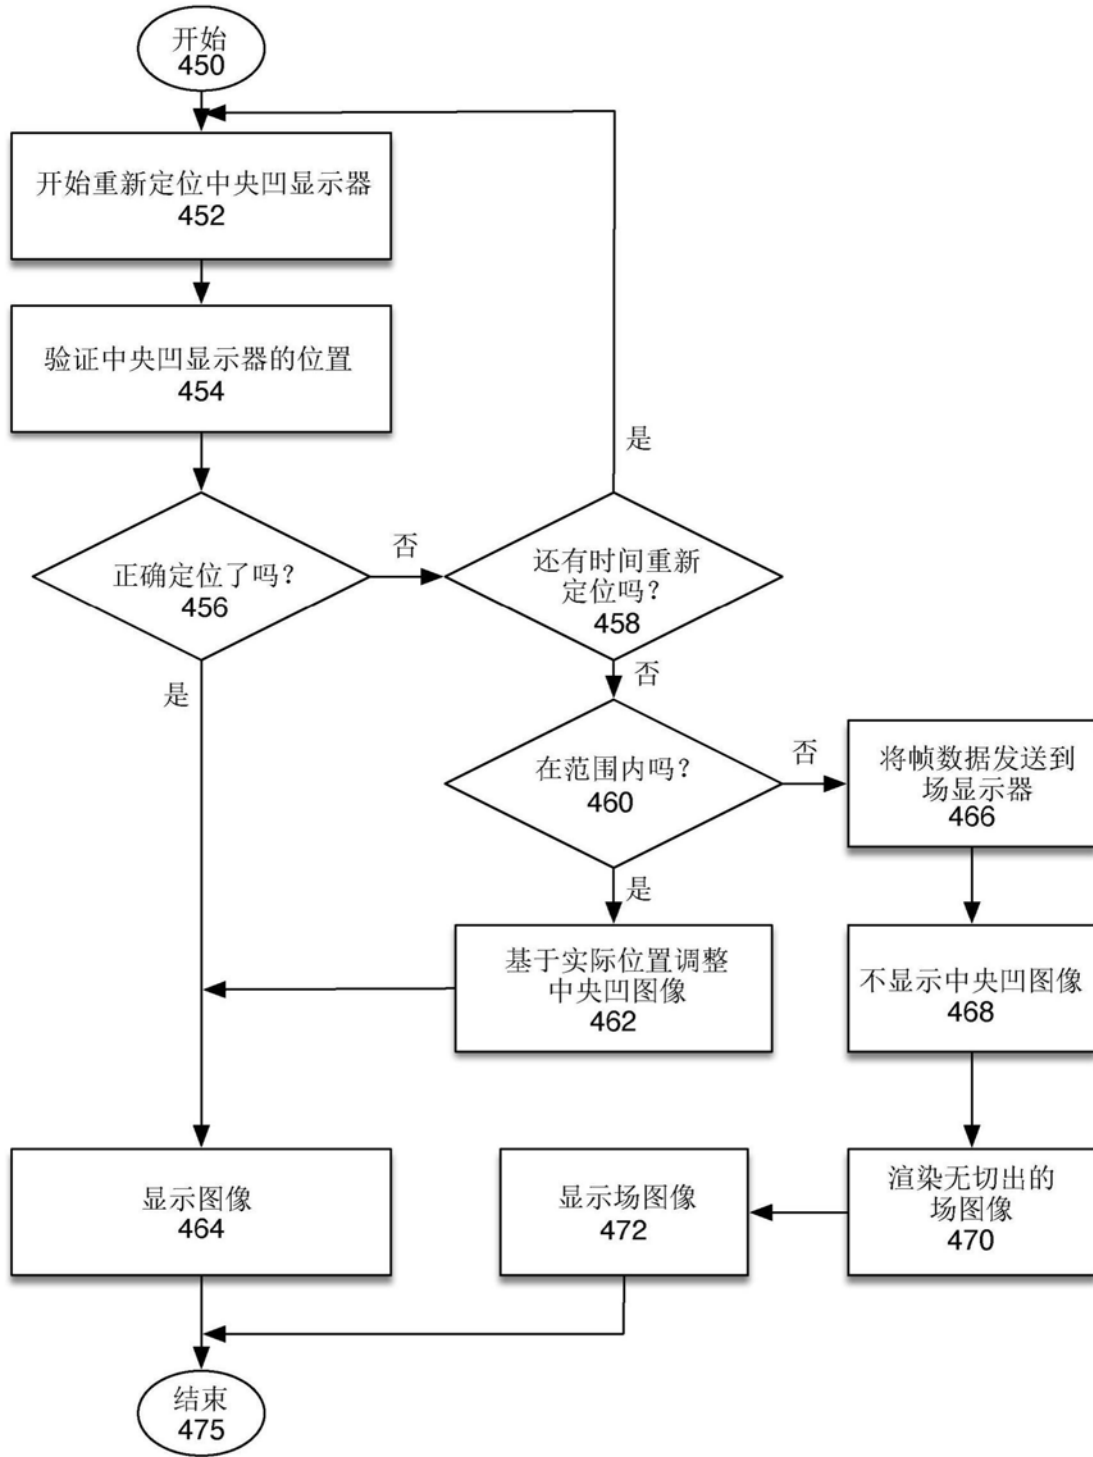 开始
450
开始重新定位中央凹显示器
452
验证中央凹显示器的位置
454
是
否
正确定位了吗?
456
还有时间重新
定位吗?
458
是
否
在范围内吗?
460
否
将帧数据发送到
场显示器
466
是
基于实际位置调整
中央凹图像
462
不显示中央凹图像
468
显示图像
464
显示场图像
472
渲染无切出的
场图像
470
结束
475